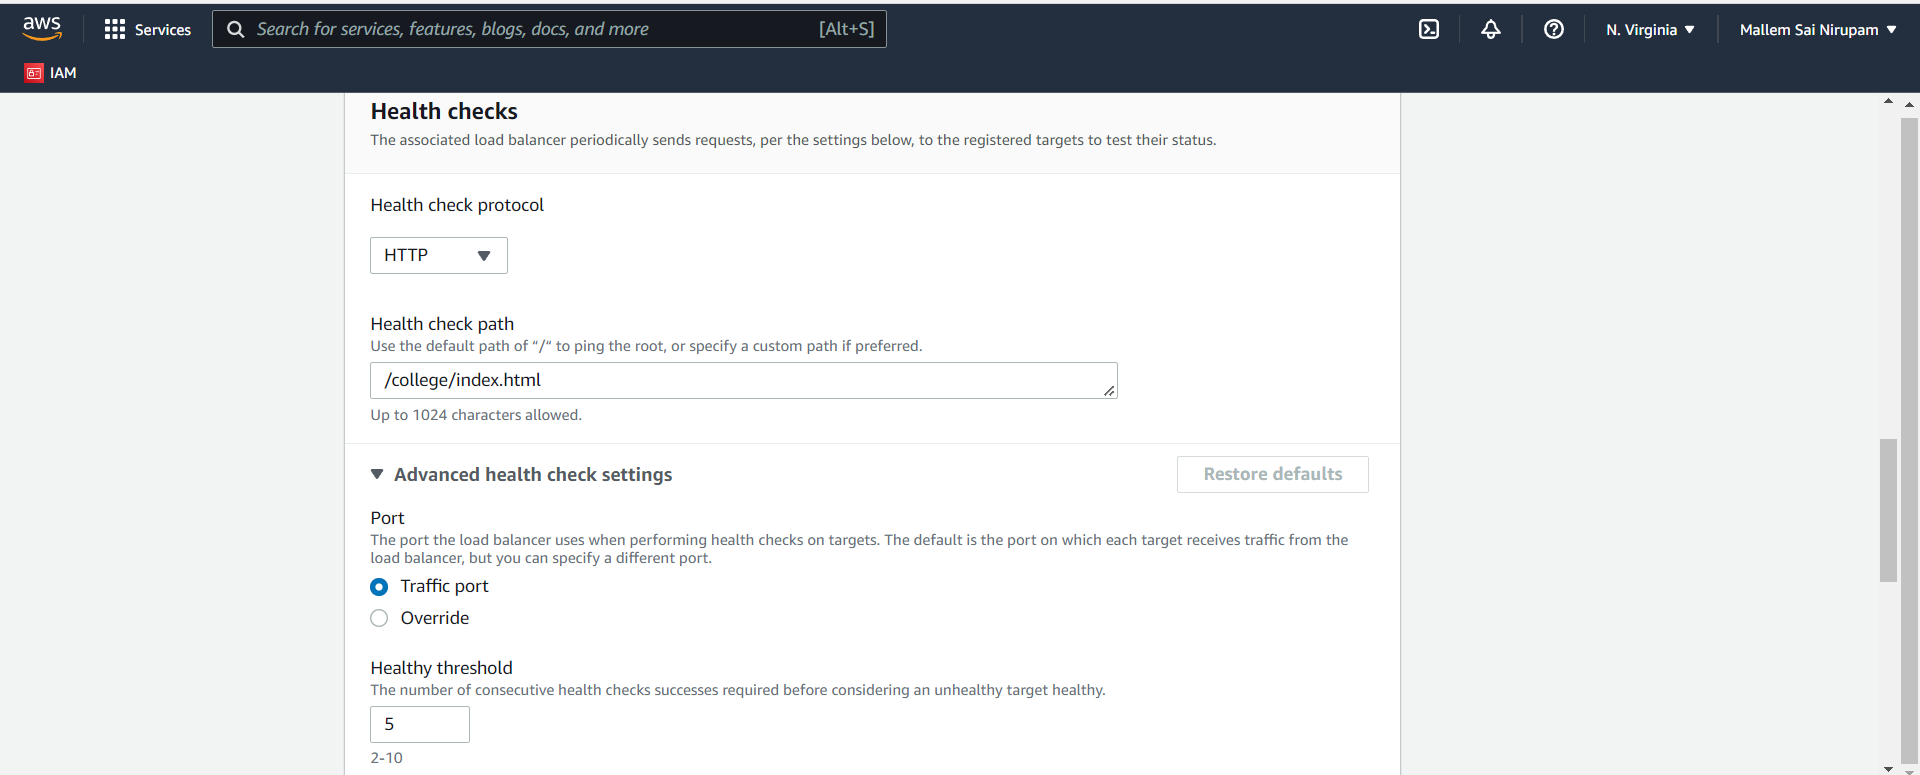 aws
Services
Search for services, features, blogs, docs, and more [Alt+S]
N. Virginia
Mallem Sai Nirupam
IAM
Health checks
The associated load balancer periodically sends requests, per the settings below, to the registered targets to test their status.
Health check protocol
HTTP
Health check path
Use the default path of “/“ to ping the root, or specify a custom path if preferred.
/college/index.html
Up to 1024 characters allowed.
Advanced health check settings
Restore defaults
Port
The port the load balancer uses when performing health checks on targets. The default is the port on which each target receives traffic from the
load balancer, but you can specify a different port.
Traffic port
Override
Healthy threshold
The number of consecutive health checks successes required before considering an unhealthy target healthy.
5
2-10